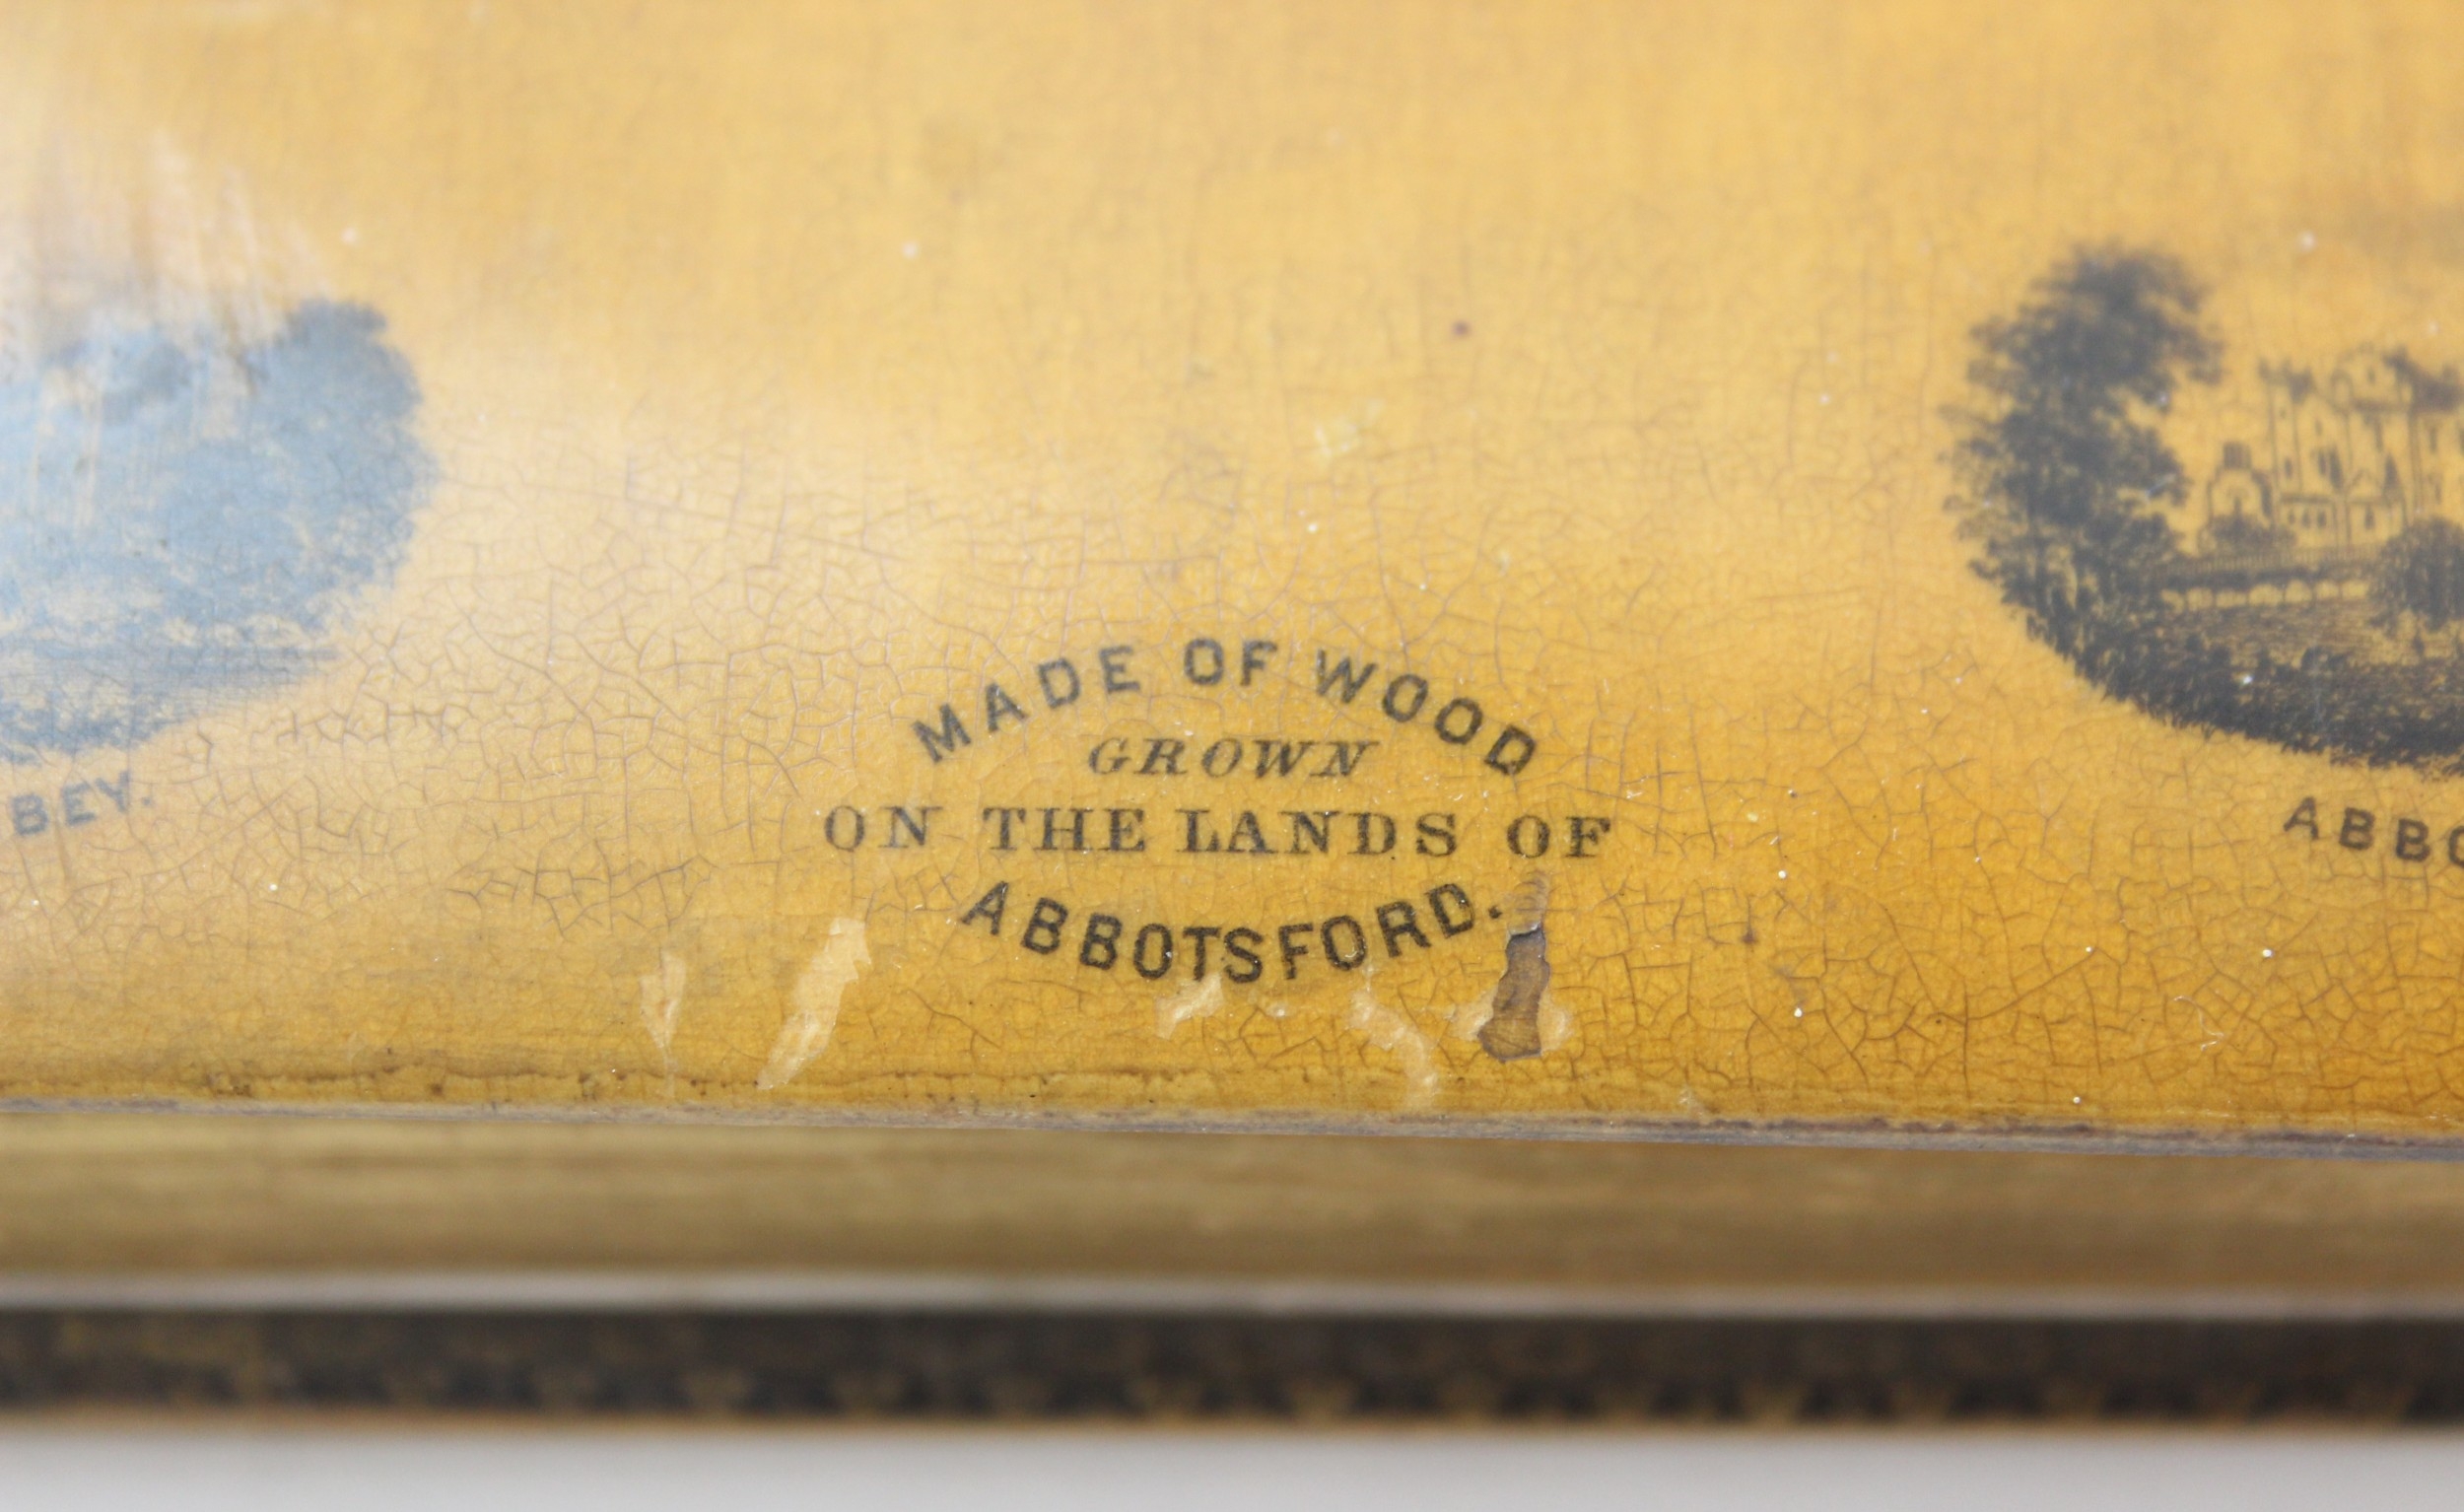 MADE OF WOOD
GROWN
ON THE LANDS OF
ABBOTSFORD.
BEY.
ABBO